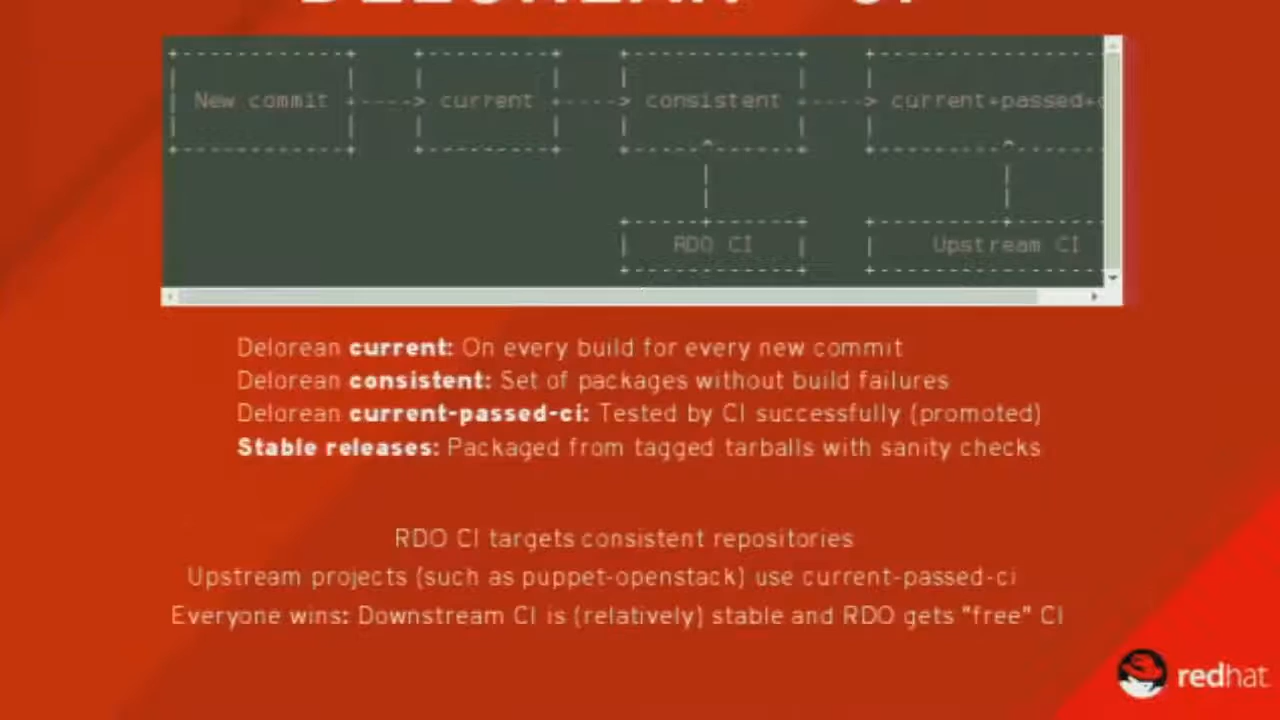 New commit current consistent current-passed-c
RDO CI Upstream CI
Delorean current: On every build for every new commit
Delorean consistent: Set of packages without build failures
Delorean current-passed-ci: Tested by CI successfully (promoted)
Stable releases: Packaged from tagged tarballs with sanity checks
RDO CI targets consistent repositories
Upstream projects (such as puppet-openstack) use current-passed-ci
Everyone wins: Downstream CI is (relatively) stable and RDO gets "free" CI
redhat